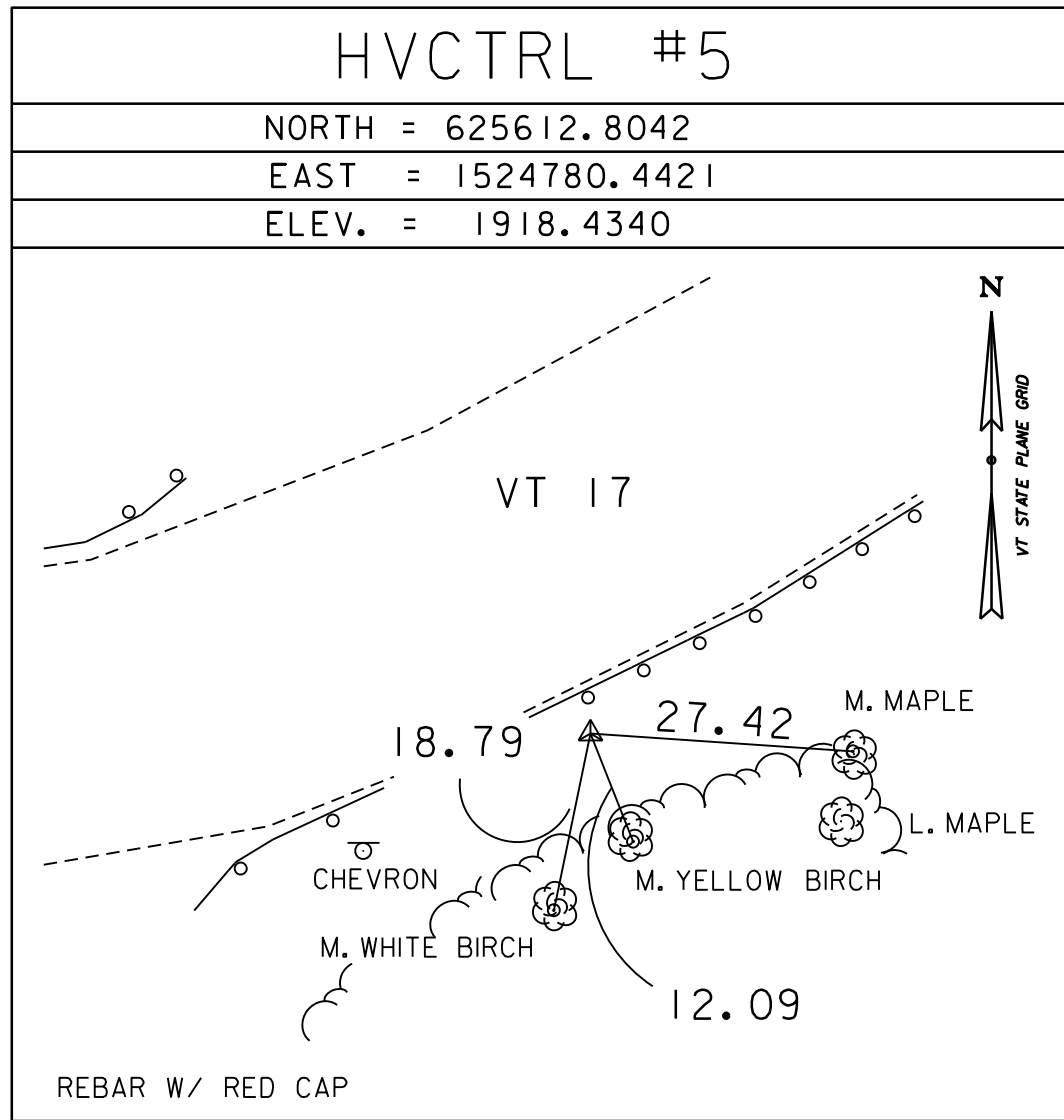 HVCTRL #5
NORTH = 625612.8042
EAST = 1524780.4421
ELEV. = 1918.4340
N
VT STATE PLANE GRID
VT 17
M. MAPLE
27.42
18.79
L. MAPLE
CHEVRON
M. YELLOW BIRCH
M. WHITE BIRCH
12.09
REBAR W/ RED CAP